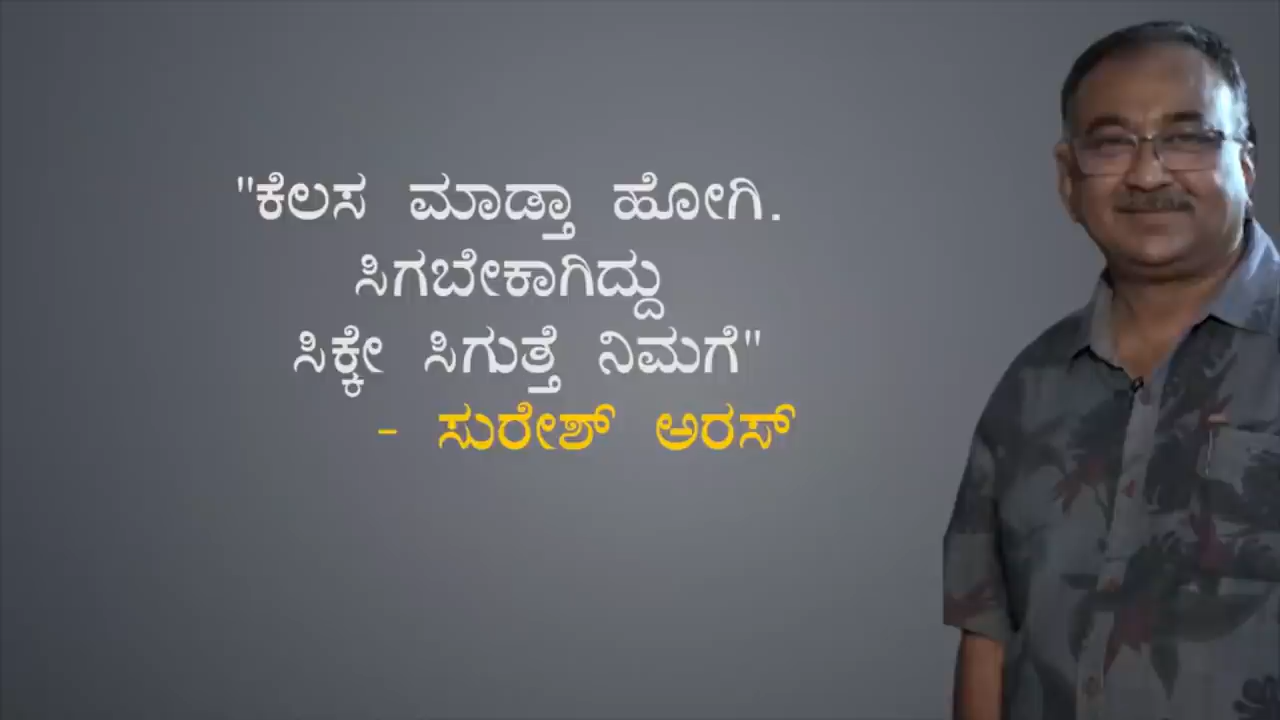 "ಕೆಲಸ ಮಾಡ್ತಾ ಹೋಗಿ.
ಸಿಗಬೇಕಾಗಿದ್ದು
ಸಿಕ್ಕೇ ಸಿಗುತ್ತೆ ನಿಮಗೆ"
- ಸುರೇಶ್ ಅರಸ್